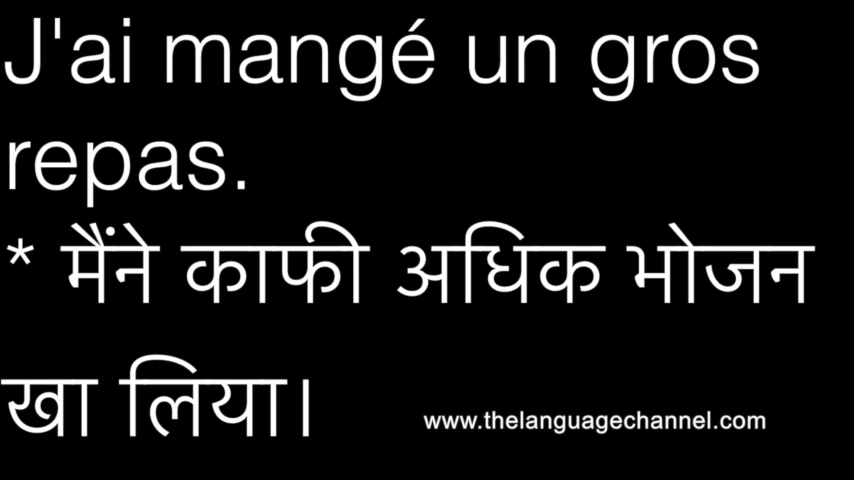 J'ai mangé un gros
repas.
* मैंने काफी अधिक भोजन
खा लिया।
www.thelanguagechannel.com